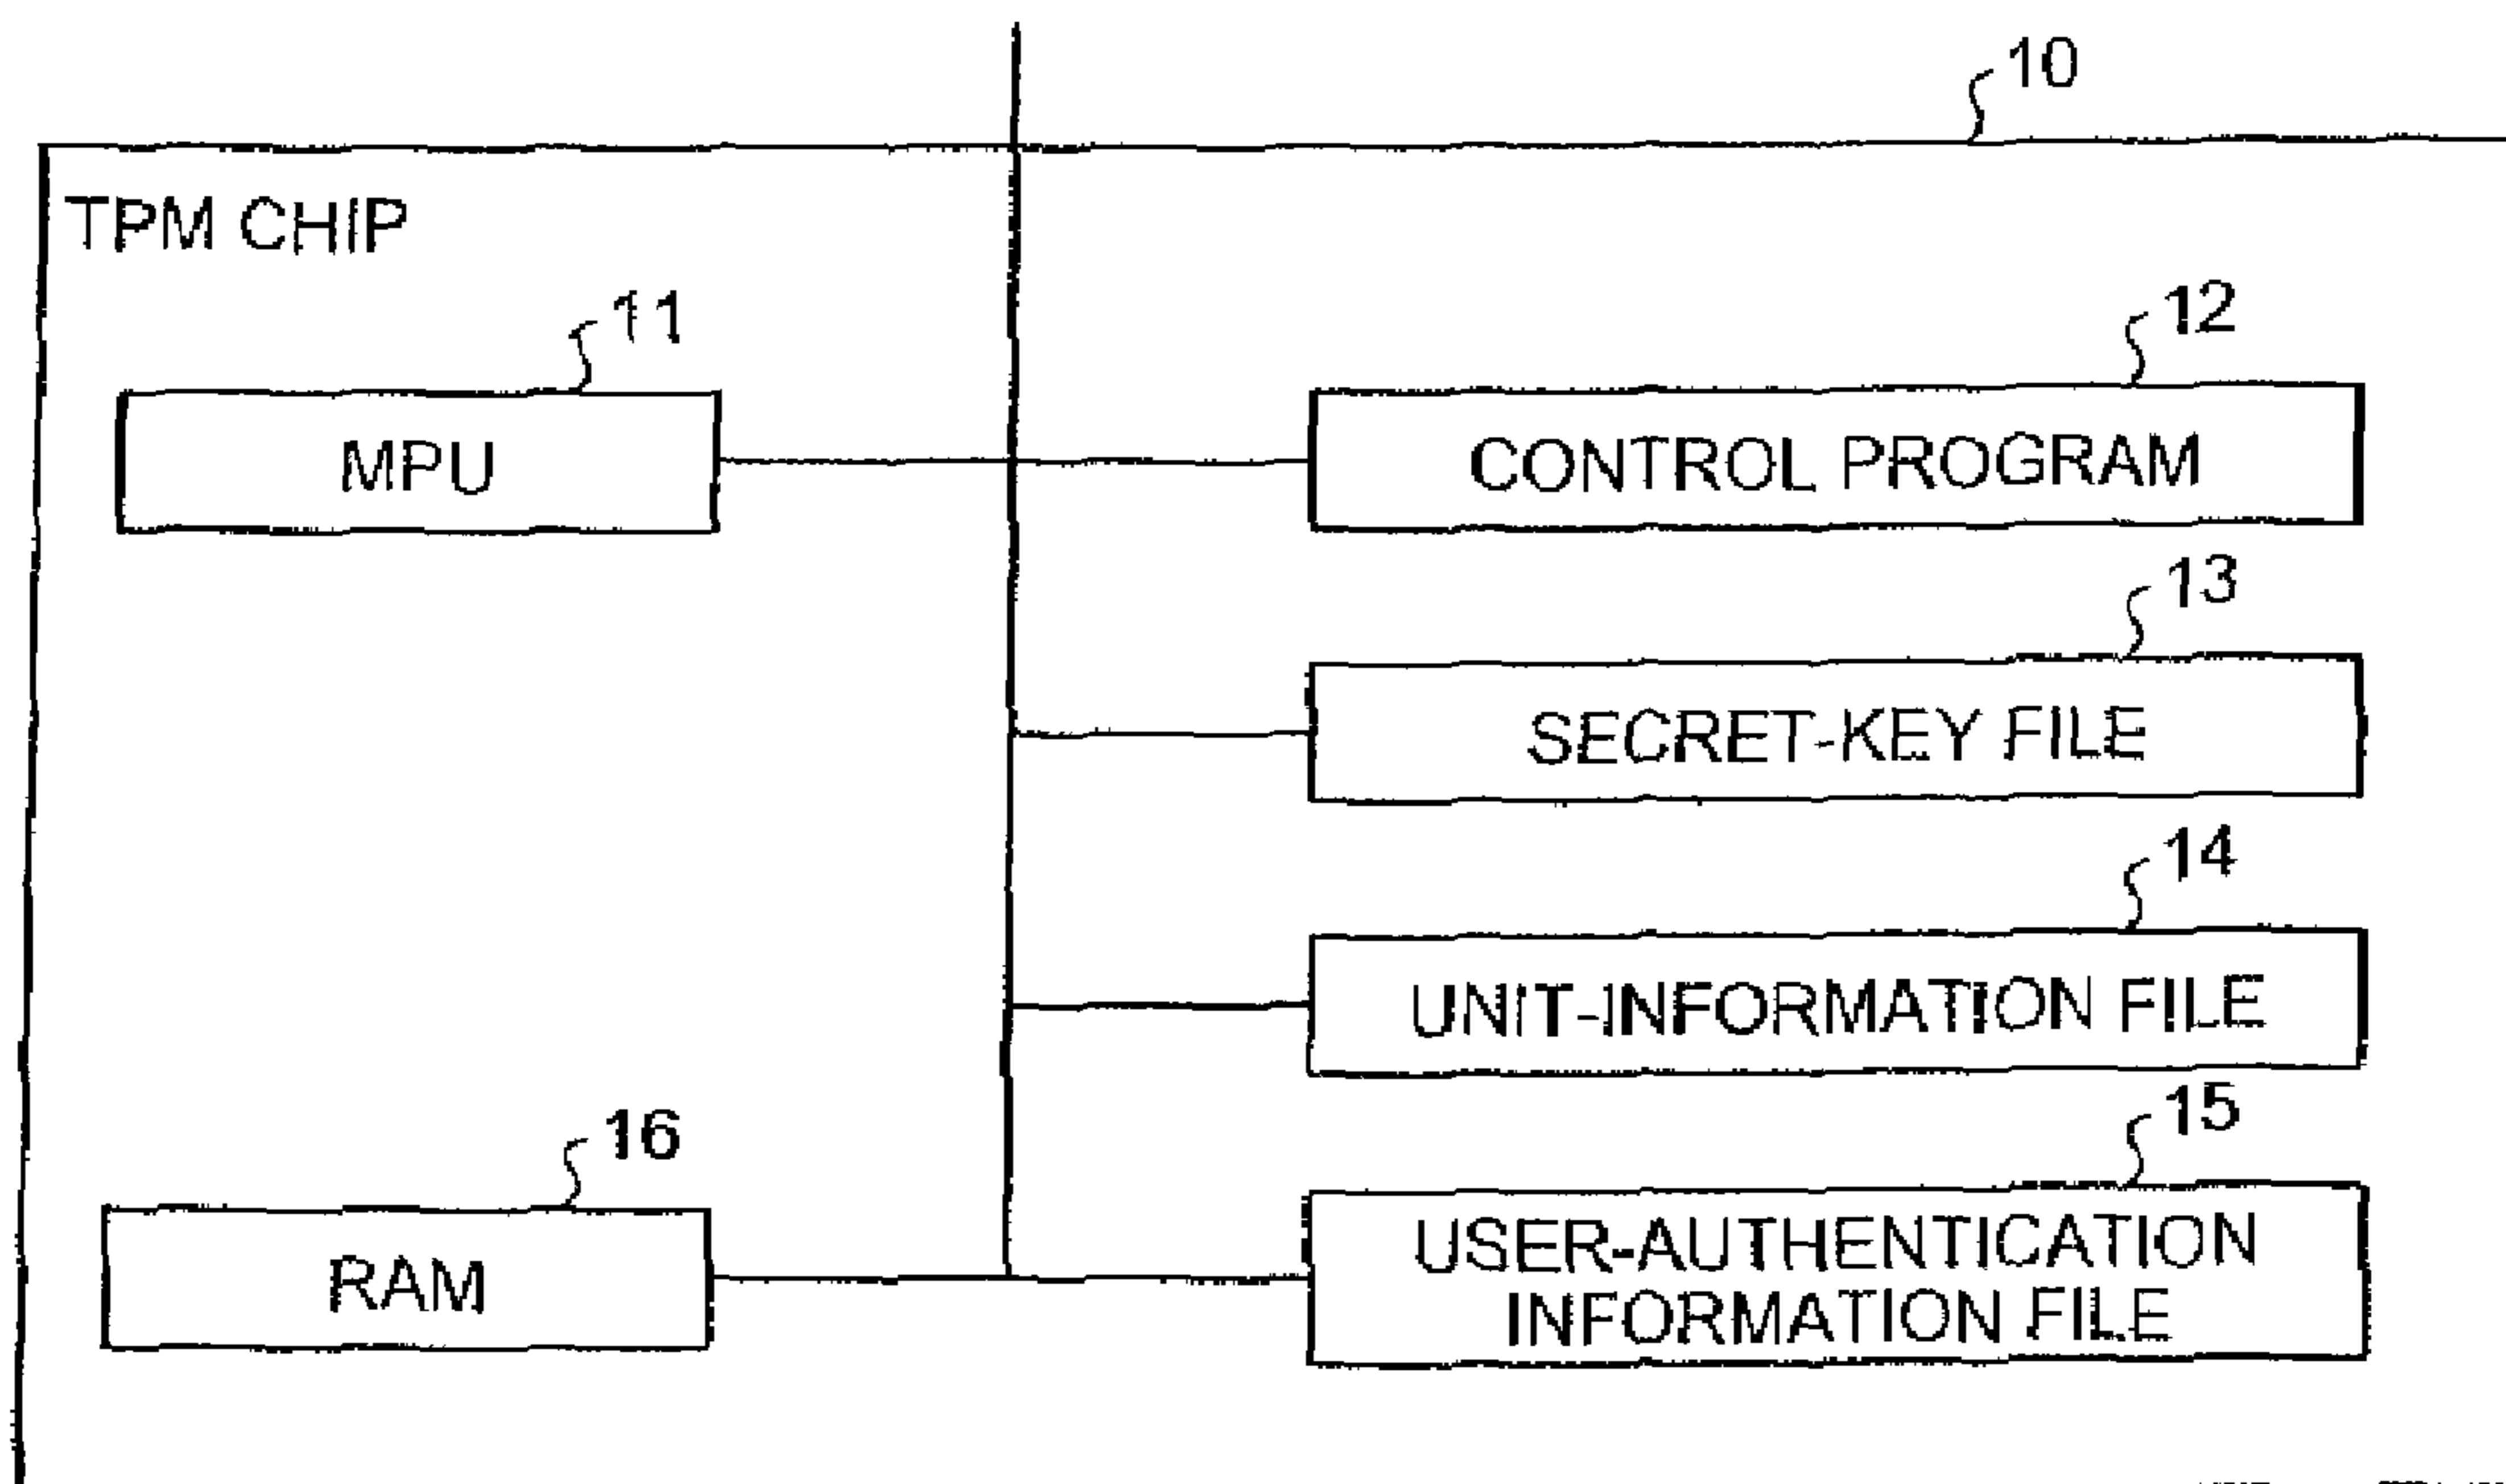 10
TPM CHIP
11
12
MPU
CONTROL PROGRAM
13
SECRET-KEY FILE
14
UNIT-INFORMATION FILE
15
16
USER-AUTHENTICATION
INFORMATION FILE
RAM